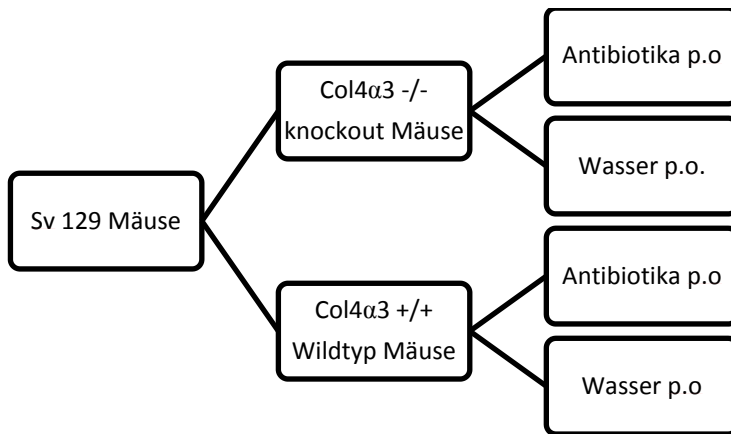 Sv 129 Mäuse
Col4α3 -/-
knockout Mäuse
Antibiotika p.o
Wasser p.o.
Col4α3 +/+
Wildtyp Mäuse
Antibiotika p.o
Wasser p.o